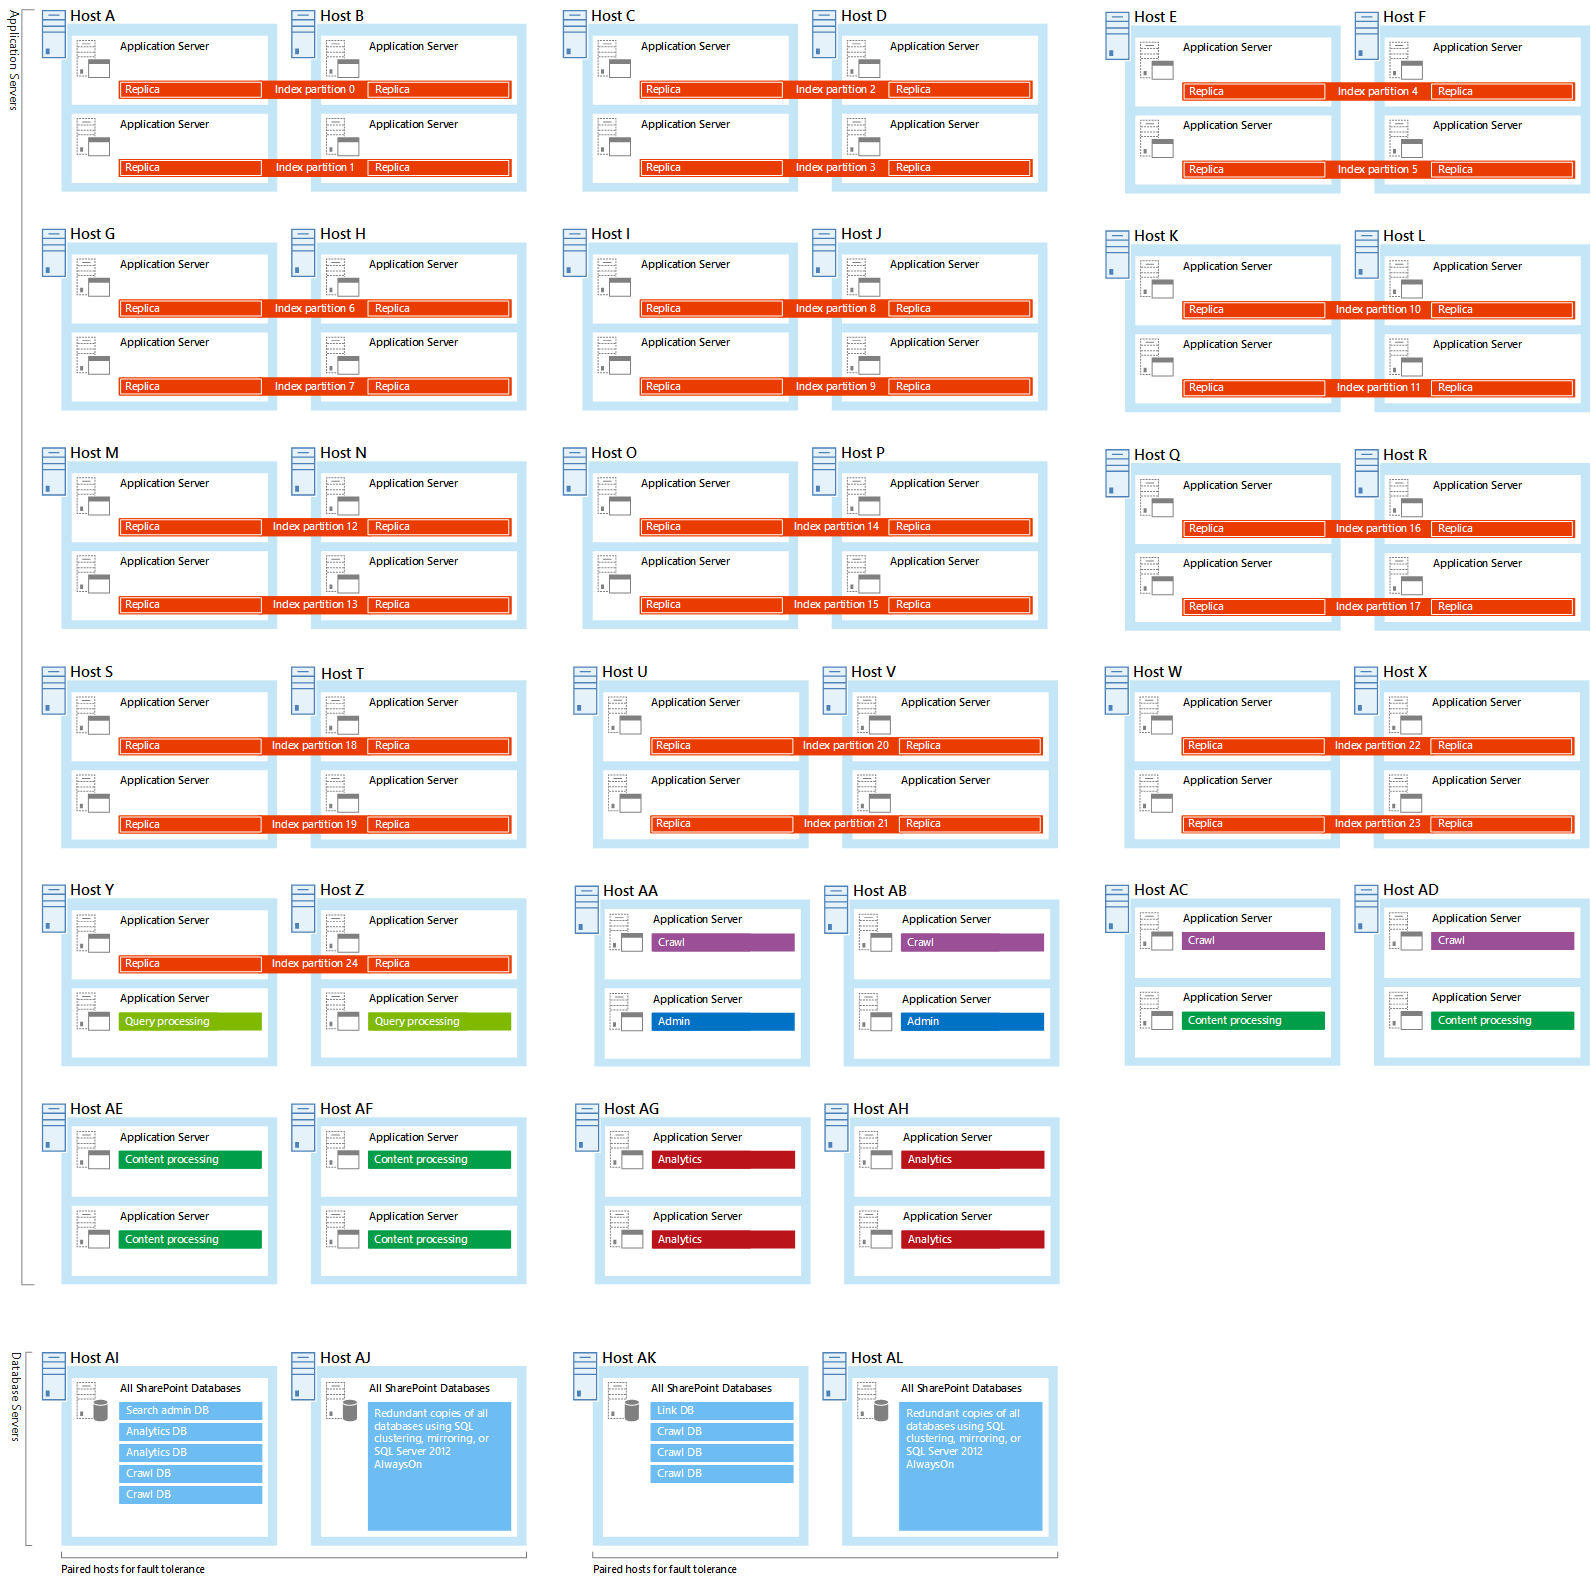 Application Servers
Host A
Host B
Application Server
Application Server
Replica
Index partition 0
Replica
Application Server
Application Server
Replica
Index partition 1
Replica
Host C
Host D
Application Server
Application Server
Replica
Index partition 2
Replica
Application Server
Application Server
Replica
Index partition 3
Replica
Host E
Host F
Application Server
Application Server
Replica
Index partition 4
Replica
Application Server
Application Server
Replica
Index partition 5
Replica
Host G
Host H
Application Server
Application Server
Replica
Index partition 6
Replica
Application Server
Application Server
Replica
Index partition 7
Replica
Host I
Host J
Application Server
Application Server
Replica
Index partition 8
Replica
Application Server
Application Server
Replica
Index partition 9
Replica
Host K
Host L
Application Server
Application Server
Replica
Index partition 10
Replica
Application Server
Application Server
Replica
Index partition 11
Replica
Host M
Host N
Application Server
Application Server
Replica
Index partition 12
Replica
Application Server
Application Server
Replica
Index partition 13
Replica
Host O
Host P
Application Server
Application Server
Replica
Index partition 14
Replica
Application Server
Application Server
Replica
Index partition 15
Replica
Host Q
Host R
Application Server
Application Server
Replica
Index partition 16
Replica
Application Server
Application Server
Replica
Index partition 17
Replica
Host S
Host T
Application Server
Application Server
Replica
Index partition 18
Replica
Application Server
Application Server
Replica
Index partition 19
Replica
Host U
Host V
Application Server
Application Server
Replica
Index partition 20
Replica
Application Server
Application Server
Replica
Index partition 21
Replica
Host W
Host X
Application Server
Application Server
Replica
Index partition 22
Replica
Application Server
Application Server
Replica
Index partition 23
Replica
Host Y
Host Z
Application Server
Application Server
Replica
Index partition 24
Replica
Application Server
Application Server
Query processing
Query processing
Host AA
Host AB
Application Server
Application Server
Crawl
Crawl
Application Server
Application Server
Admin
Admin
Host AC
Host AD
Application Server
Application Server
Crawl
Crawl
Application Server
Application Server
Content processing
Content processing
Host AE
Host AF
Application Server
Application Server
Content processing
Content processing
Application Server
Application Server
Content processing
Content processing
Host AG
Host AH
Application Server
Application Server
Analytics
Analytics
Application Server
Application Server
Analytics
Analytics
Database Servers
Host AI
All SharePoint Databases
Search admin DB
Analytics DB
Analytics DB
Crawl DB
Crawl DB
Host AJ
All SharePoint Databases
Redundant copies of all
databases using SQL
clustering, mirroring, or
SQL Server 2012
AlwaysOn
Paired hosts for fault tolerance
Host AK
All SharePoint Databases
Link DB
Crawl DB
Crawl DB
Crawl DB
Host AL
All SharePoint Databases
Redundant copies of all
databases using SQL
clustering, mirroring, or
SQL Server 2012
AlwaysOn
Paired hosts for fault tolerance